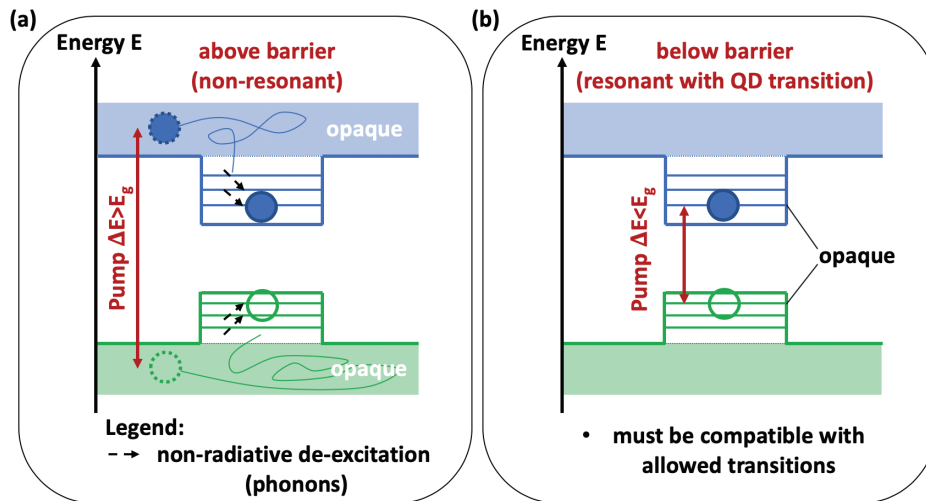 (a)
Energy E
above barrier
(non-resonant)
opaque
Pump ΔE>Eg
opaque
Legend:
non-radiative de-excitation
(phonons)
(b)
Energy E
below barrier
(resonant with QD transition)
Pump ΔE<Eg
opaque
• must be compatible with
allowed transitions